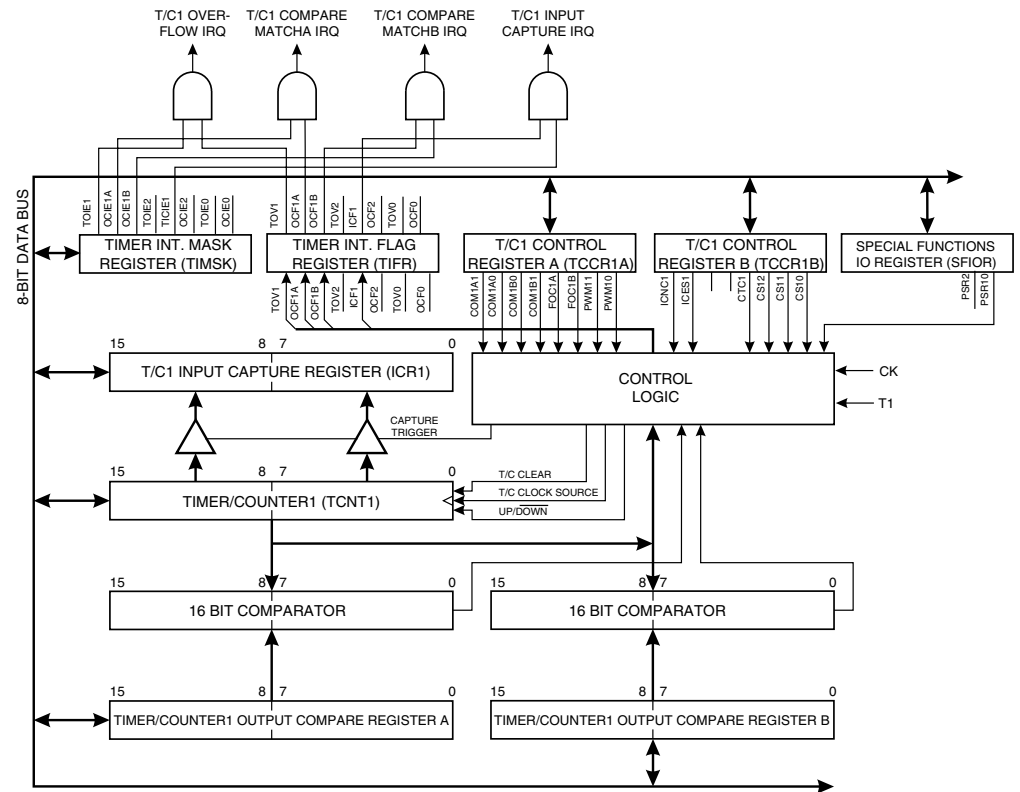 T/C1 OVER-
FLOW IRQ
T/C1 COMPARE
MATCHA IRQ
T/C1 COMPARE
MATCHB IRQ
T/C1 INPUT
CAPTURE IRQ
8-BIT DATA BUS
TOIE1
OCIE1A
OCIE1B
TOIE2
TICIE1
OCIE2
TOIE0
OCIE0
TIMER INT. MASK
REGISTER (TIMSK)
TOV1
OCF1A
OCF1B
TOV2
ICF1
OCF2
TOV0
OCF0
TIMER INT. FLAG
REGISTER (TIFR)
TOV1
OCF1A
OCF1B
TOV2
ICF1
OCF2
TOV0
OCF0
T/C1 CONTROL
REGISTER A (TCCR1A)
COM1A1
COM1A0
COM1B0
COM1B1
FOC1A
FOC1B
PWM11
PWM10
T/C1 CONTROL
REGISTER B (TCCR1B)
ICNC1
ICES1
CTC1
CS12
CS11
CS10
SPECIAL FUNCTIONS
IO REGISTER (SFIOR)
PSR2
PSR10
15 8 7 0
T/C1 INPUT CAPTURE REGISTER (ICR1)
CONTROL
LOGIC
CK
T1
CAPTURE
TRIGGER
15 8 7 0
TIMER/COUNTER1 (TCNT1)
T/C CLEAR
T/C CLOCK SOURCE
UP/DOWN
15 8 7 0
16 BIT COMPARATOR
15 8 7 0
16 BIT COMPARATOR
15 8 7 0
TIMER/COUNTER1 OUTPUT COMPARE REGISTER A
15 8 7 0
TIMER/COUNTER1 OUTPUT COMPARE REGISTER B